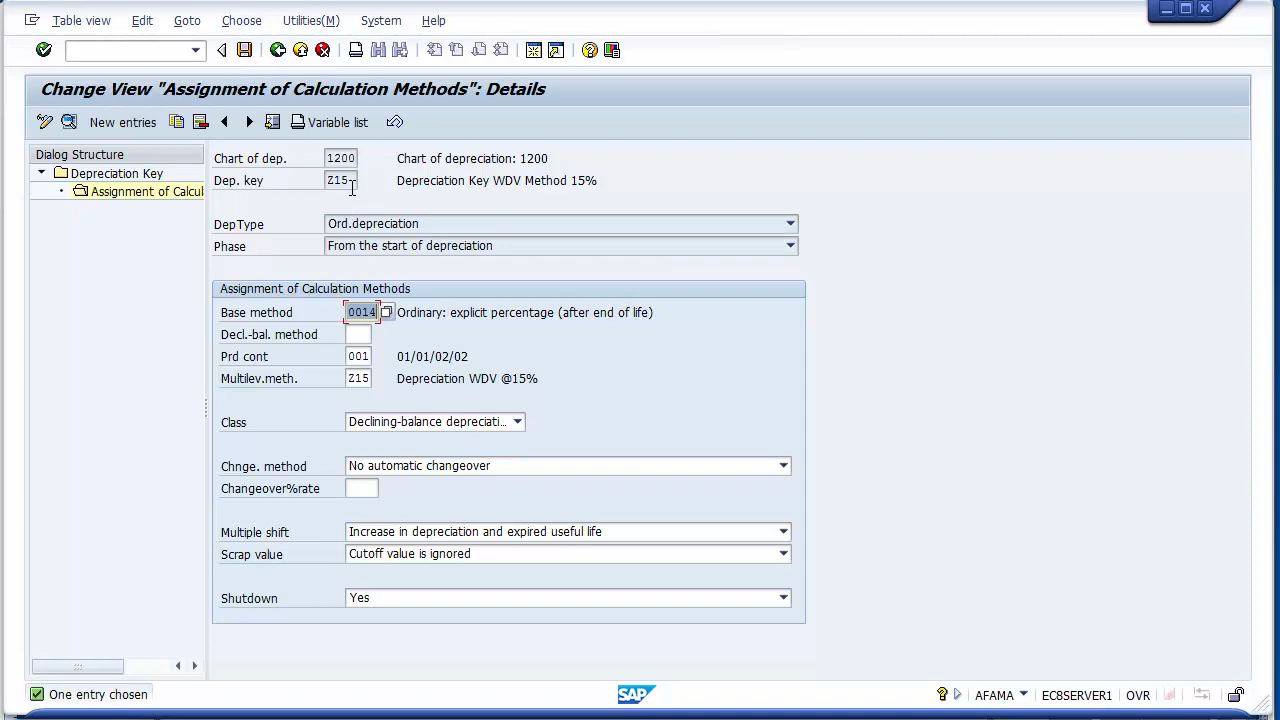 Table view Edit Goto Choose Utilities(M) System Help
Change View "Assignment of Calculation Methods": Details
New entries Variable list
Dialog Structure
Depreciation Key
Assignment of Calcul
Chart of dep. 1200 Chart of depreciation: 1200
Dep. key Z15 Depreciation Key WDV Method 15%
DepType Ord.depreciation
Phase From the start of depreciation
Assignment of Calculation Methods
Base method 0014 Ordinary: explicit percentage (after end of life)
Decl.-bal. method
Prd cont 001 01/01/02/02
Multilev.meth. Z15 Depreciation WDV @15%
Class Declining-balance depreciati...
Chnge. method No automatic changeover
Changeover%rate
Multiple shift Increase in depreciation and expired useful life
Scrap value Cutoff value is ignored
Shutdown Yes
One entry chosen SAP AFAMA EC8SERVER1 OVR